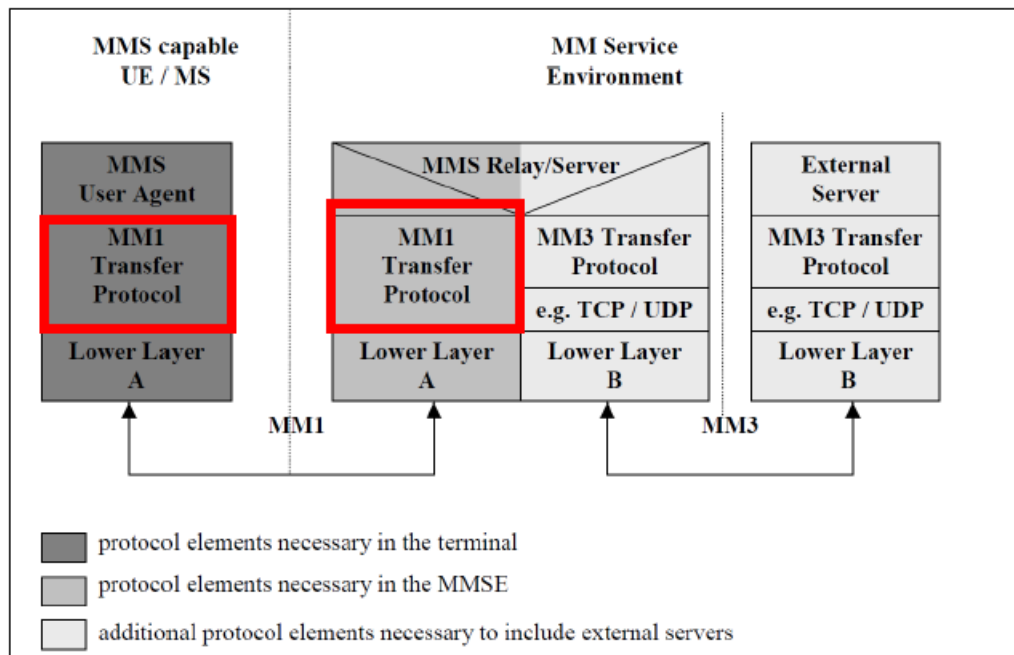 MMS capable
UE / MS
MM Service
Environment
MMS
User Agent
MM1
Transfer
Protocol
Lower Layer
A
MMS Relay/Server
MM1
Transfer
Protocol
Lower Layer
A
MM3 Transfer
Protocol
e.g. TCP / UDP
Lower Layer
B
External
Server
MM3 Transfer
Protocol
e.g. TCP / UDP
Lower Layer
B
MM1
MM3
protocol elements necessary in the terminal
protocol elements necessary in the MMSE
additional protocol elements necessary to include external servers